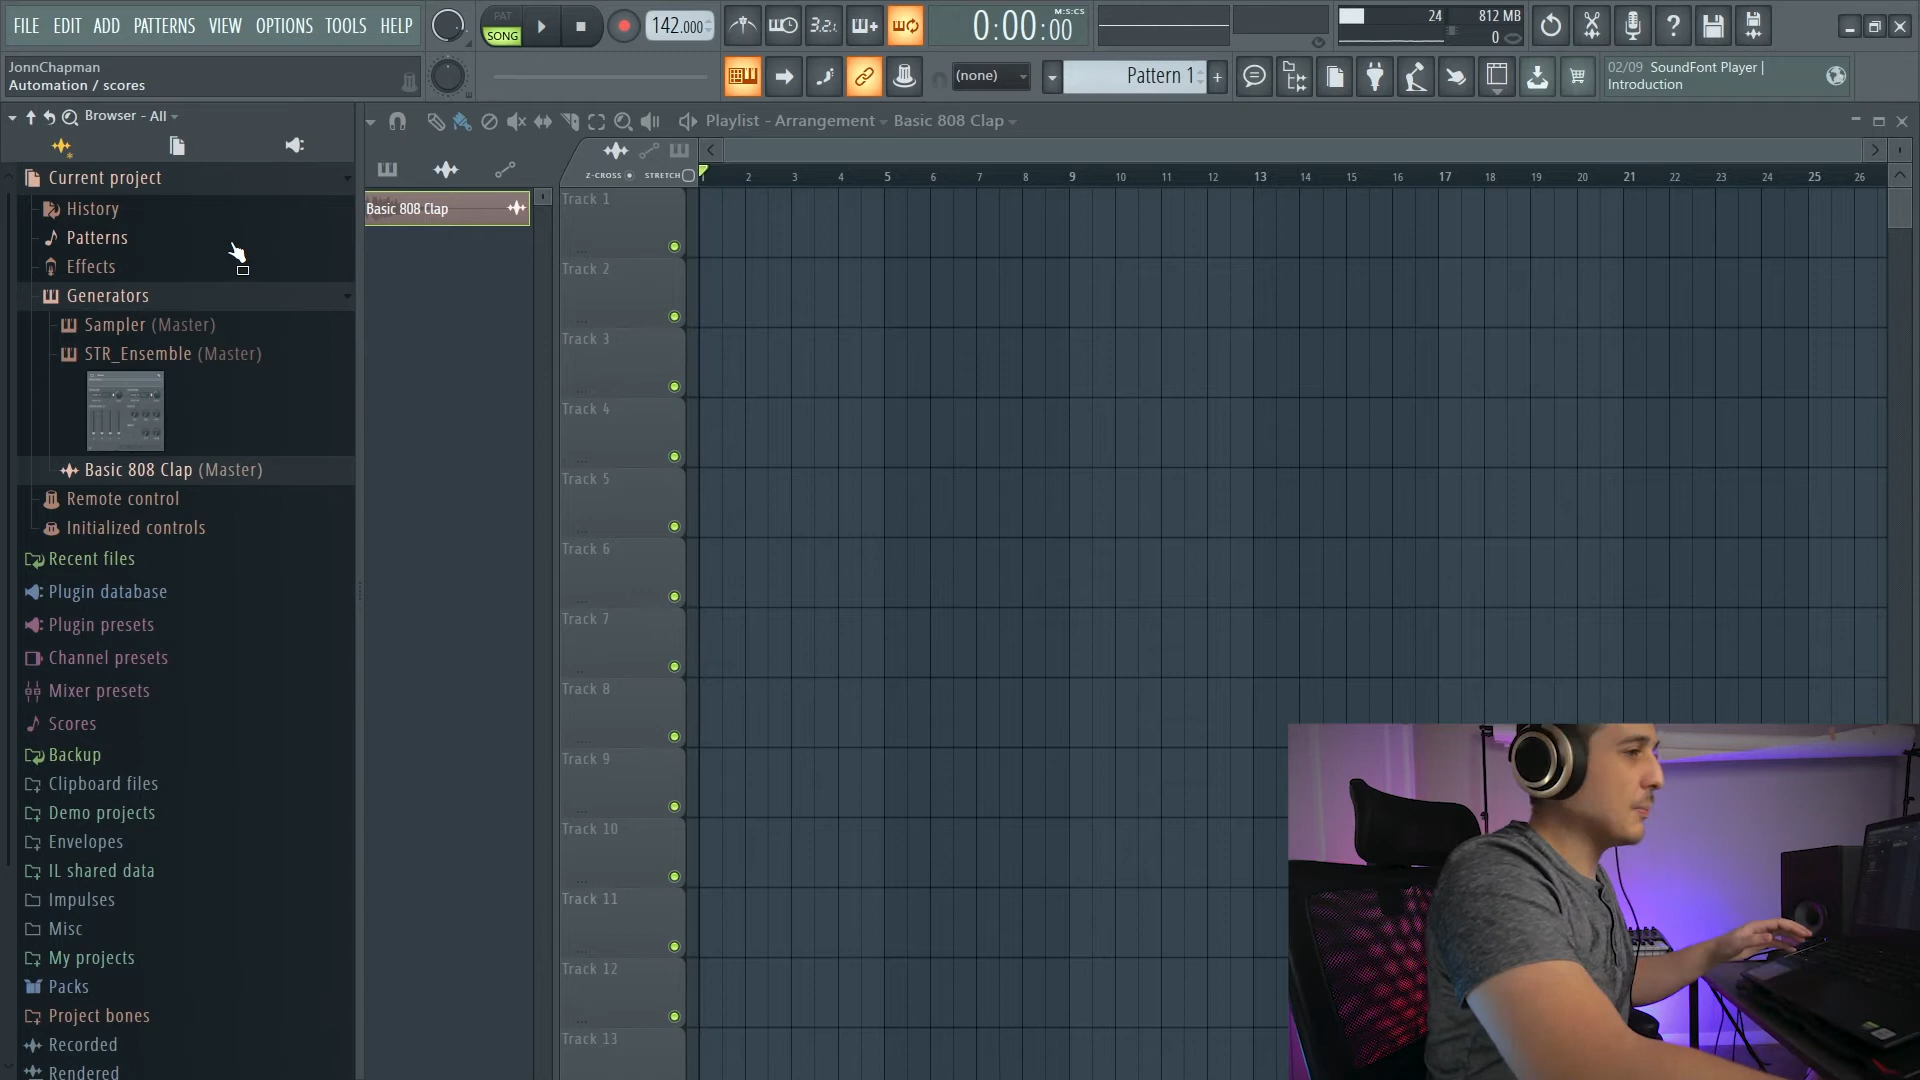 FILE EDIT ADD PATTERNS VIEW OPTIONS TOOLS HELP
PAT
SONG
142.000
3.2.
0:00:00
M:S:CS
24
812 MB
0
JonnChapman
Automation / scores
(none)
Pattern 1
02/09 SoundFont Player |
Introduction
Browser - All
Playlist - Arrangement
Basic 808 Clap
Current project
History
Patterns
Effects
Generators
Sampler (Master)
STR_Ensemble (Master)
Basic 808 Clap (Master)
Remote control
Initialized controls
Recent files
Plugin database
Plugin presets
Channel presets
Mixer presets
Scores
Backup
Clipboard files
Demo projects
Envelopes
IL shared data
Impulses
Misc
My projects
Packs
Project bones
Recorded
Rendered
Basic 808 Clap
Z-CROSS STRETCH
2 3 4 5 6 7 8 9 10 11 12 13 14 15 16 17 18 19 20 21 22 23 24 25 26
Track 1
Track 2
Track 3
Track 4
Track 5
Track 6
Track 7
Track 8
Track 9
Track 10
Track 11
Track 12
Track 13